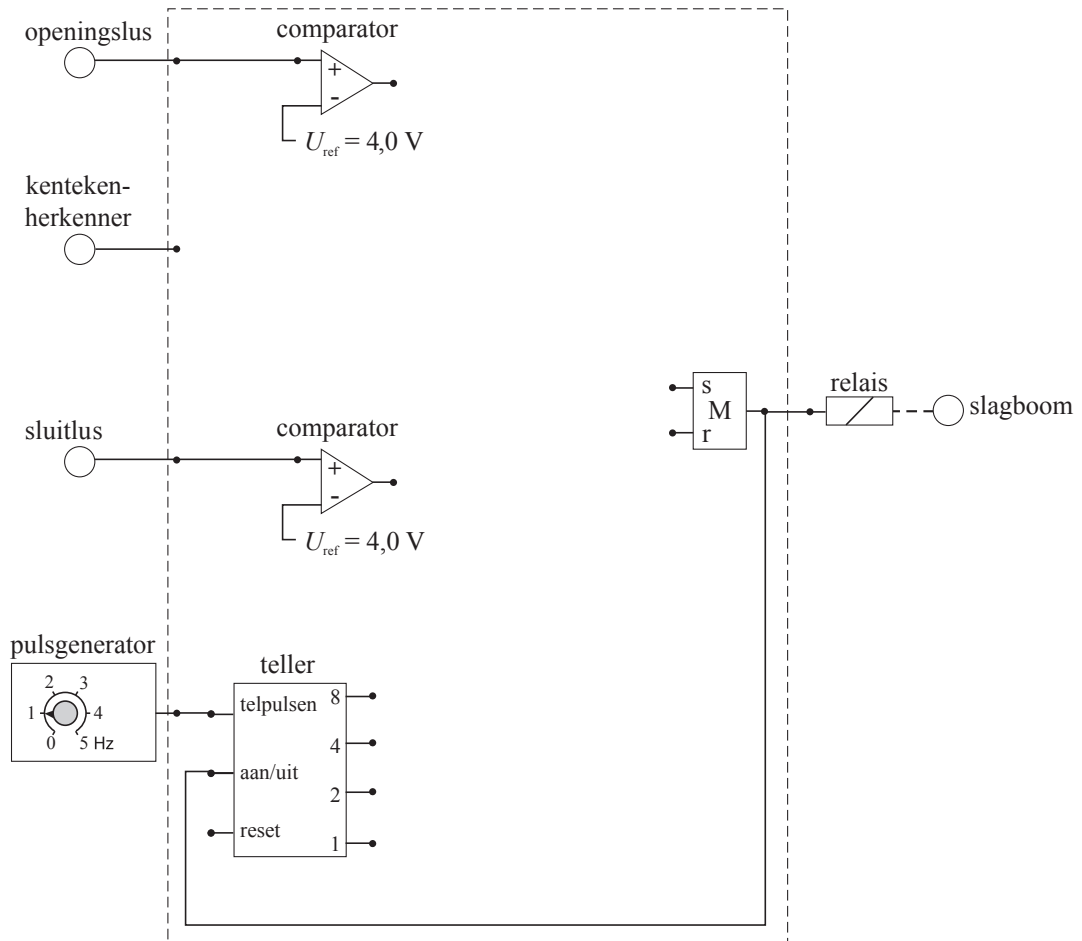 openingslus
comparator
+
-
U_ref = 4,0 V
kenteken-
herkenner
s
M
r
relais
slagboom
sluitlus
comparator
+
-
U_ref = 4,0 V
pulsgenerator
2 3
1 4
0 5 Hz
teller
telpulsen 8
4
aan/uit
2
reset
1